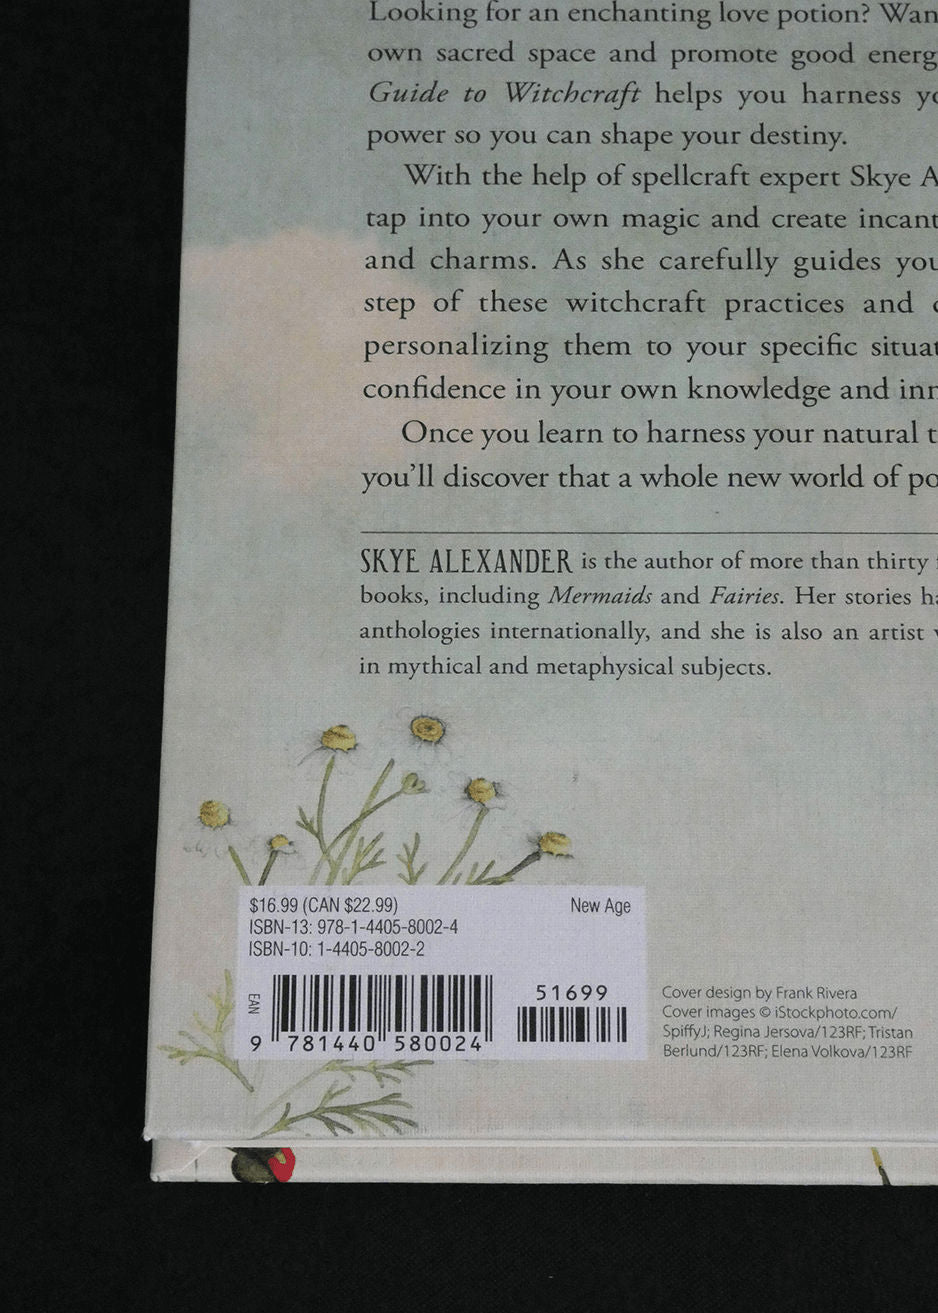 Looking for an enchanting love potion? Wan
own sacred space and promote good energ
Guide to Witchcraft helps you harness yo
power so you can shape your destiny.
With the help of spellcraft expert Skye A
tap into your own magic and create incant
and charms. As she carefully guides you
step of these witchcraft practices and
personalizing them to your specific situat
confidence in your own knowledge and inn
Once you learn to harness your natural t
you'll discover that a whole new world of po
SKYE ALEXANDER is the author of more than thirty
books, including Mermaids and Fairies. Her stories ha
anthologies internationally, and she is also an artist
in mythical and metaphysical subjects.
$16.99 (CAN $22.99) New Age
ISBN-13: 978-1-4405-8002-4
ISBN-10: 1-4405-8002-2
EAN
51699
9 781440 580024
Cover design by Frank Rivera
Cover images © iStockphoto.com/
SpiffyJ; Regina Jersova/123RF; Tristan
Berlund/123RF; Elena Volkova/123RF